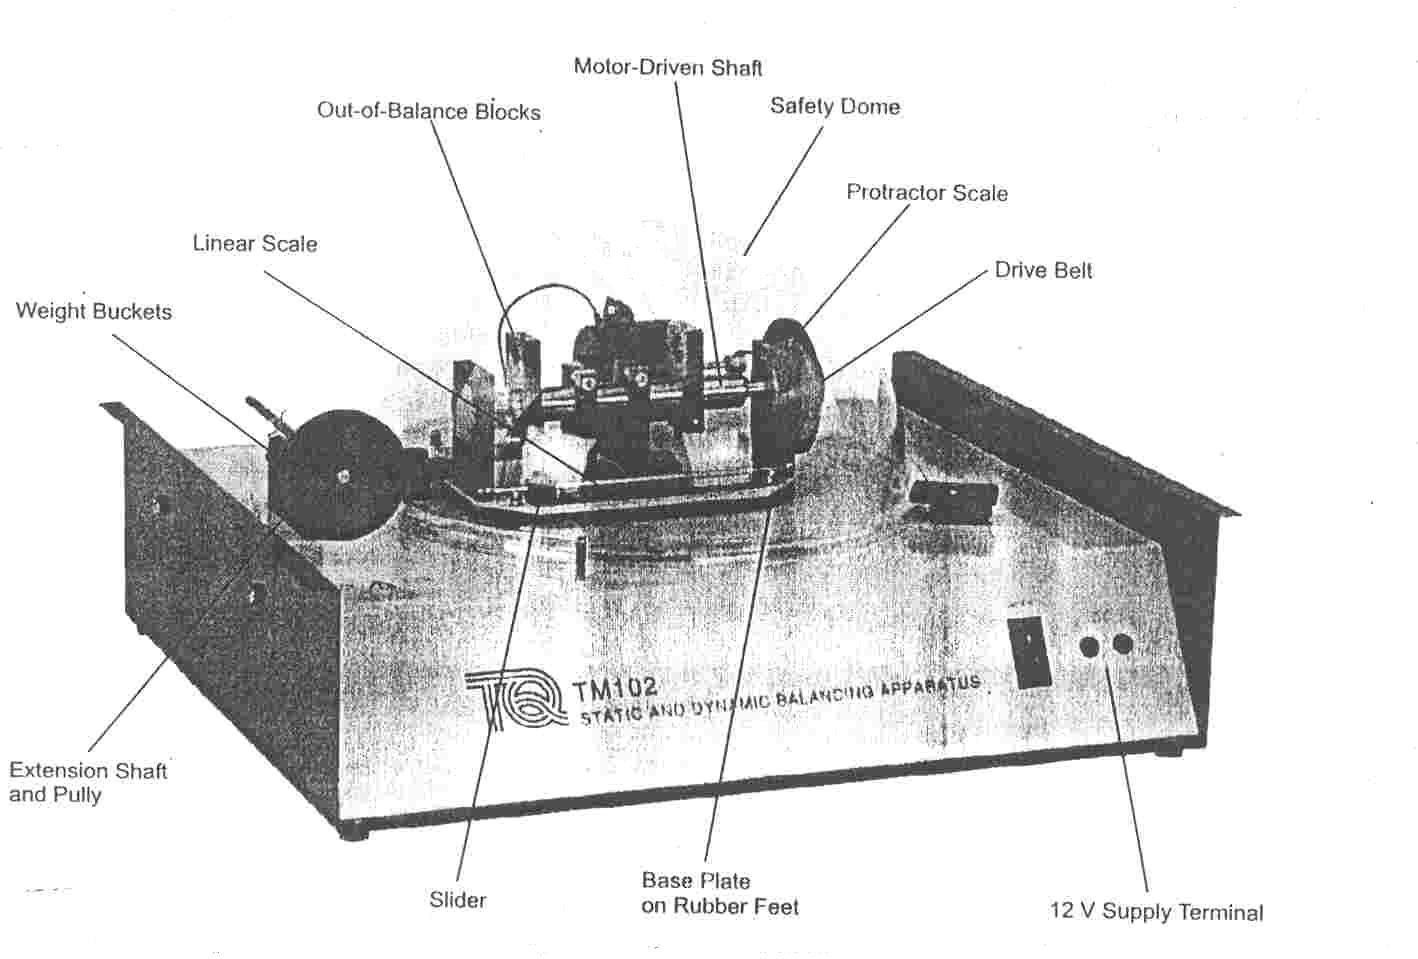 Motor-Driven Shaft
Out-of-Balance Blocks
Safety Dome
Protractor Scale
Linear Scale
Drive Belt
Weight Buckets
TQ TM102
STATIC AND DYNAMIC BALANCING APPARATUS
Extension Shaft
and Pully
Slider
Base Plate
on Rubber Feet
12 V Supply Terminal